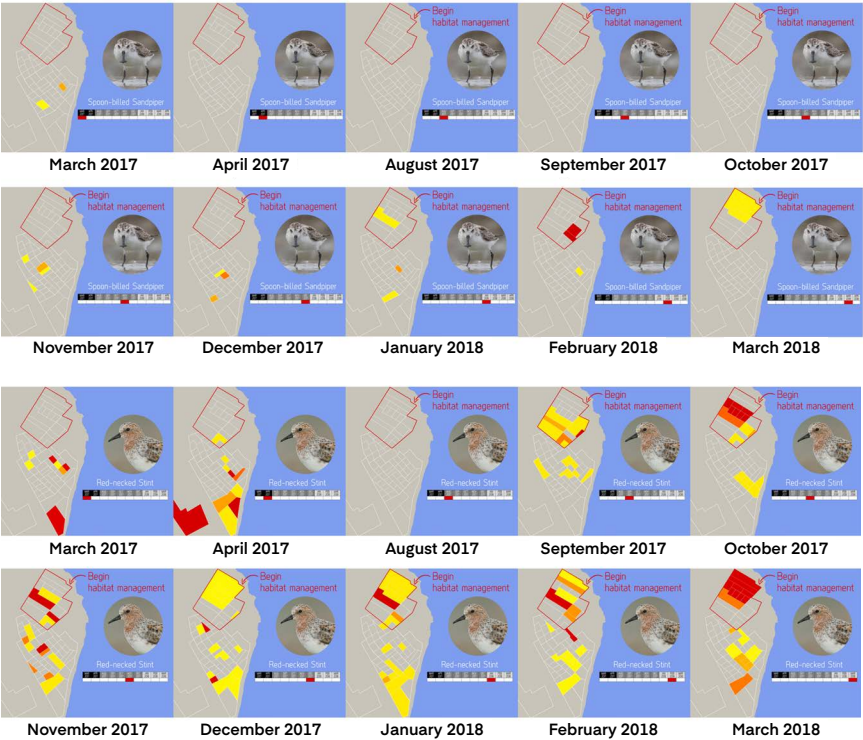 Begin
habitat management
Begin
habitat management
Begin
habitat management
Spoon-billed Sandpiper
Spoon-billed Sandpiper
Spoon-billed Sandpiper
Spoon-billed Sandpiper
Spoon-billed Sandpiper
March 2017
April 2017
August 2017
September 2017
October 2017
Begin
habitat management
Begin
habitat management
Begin
habitat management
Begin
habitat management
Begin
habitat management
Spoon-billed Sandpiper
Spoon-billed Sandpiper
Spoon-billed Sandpiper
Spoon-billed Sandpiper
Spoon-billed Sandpiper
November 2017
December 2017
January 2018
February 2018
March 2018
Begin
habitat management
Begin
habitat management
Begin
habitat management
Begin
habitat management
Begin
habitat management
Red-necked Stint
Red-necked Stint
Red-necked Stint
Red-necked Stint
Red-necked Stint
March 2017
April 2017
August 2017
September 2017
October 2017
Begin
habitat management
Begin
habitat management
Begin
habitat management
Begin
habitat management
Begin
habitat management
Red-necked Stint
Red-necked Stint
Red-necked Stint
Red-necked Stint
Red-necked Stint
November 2017
December 2017
January 2018
February 2018
March 2018